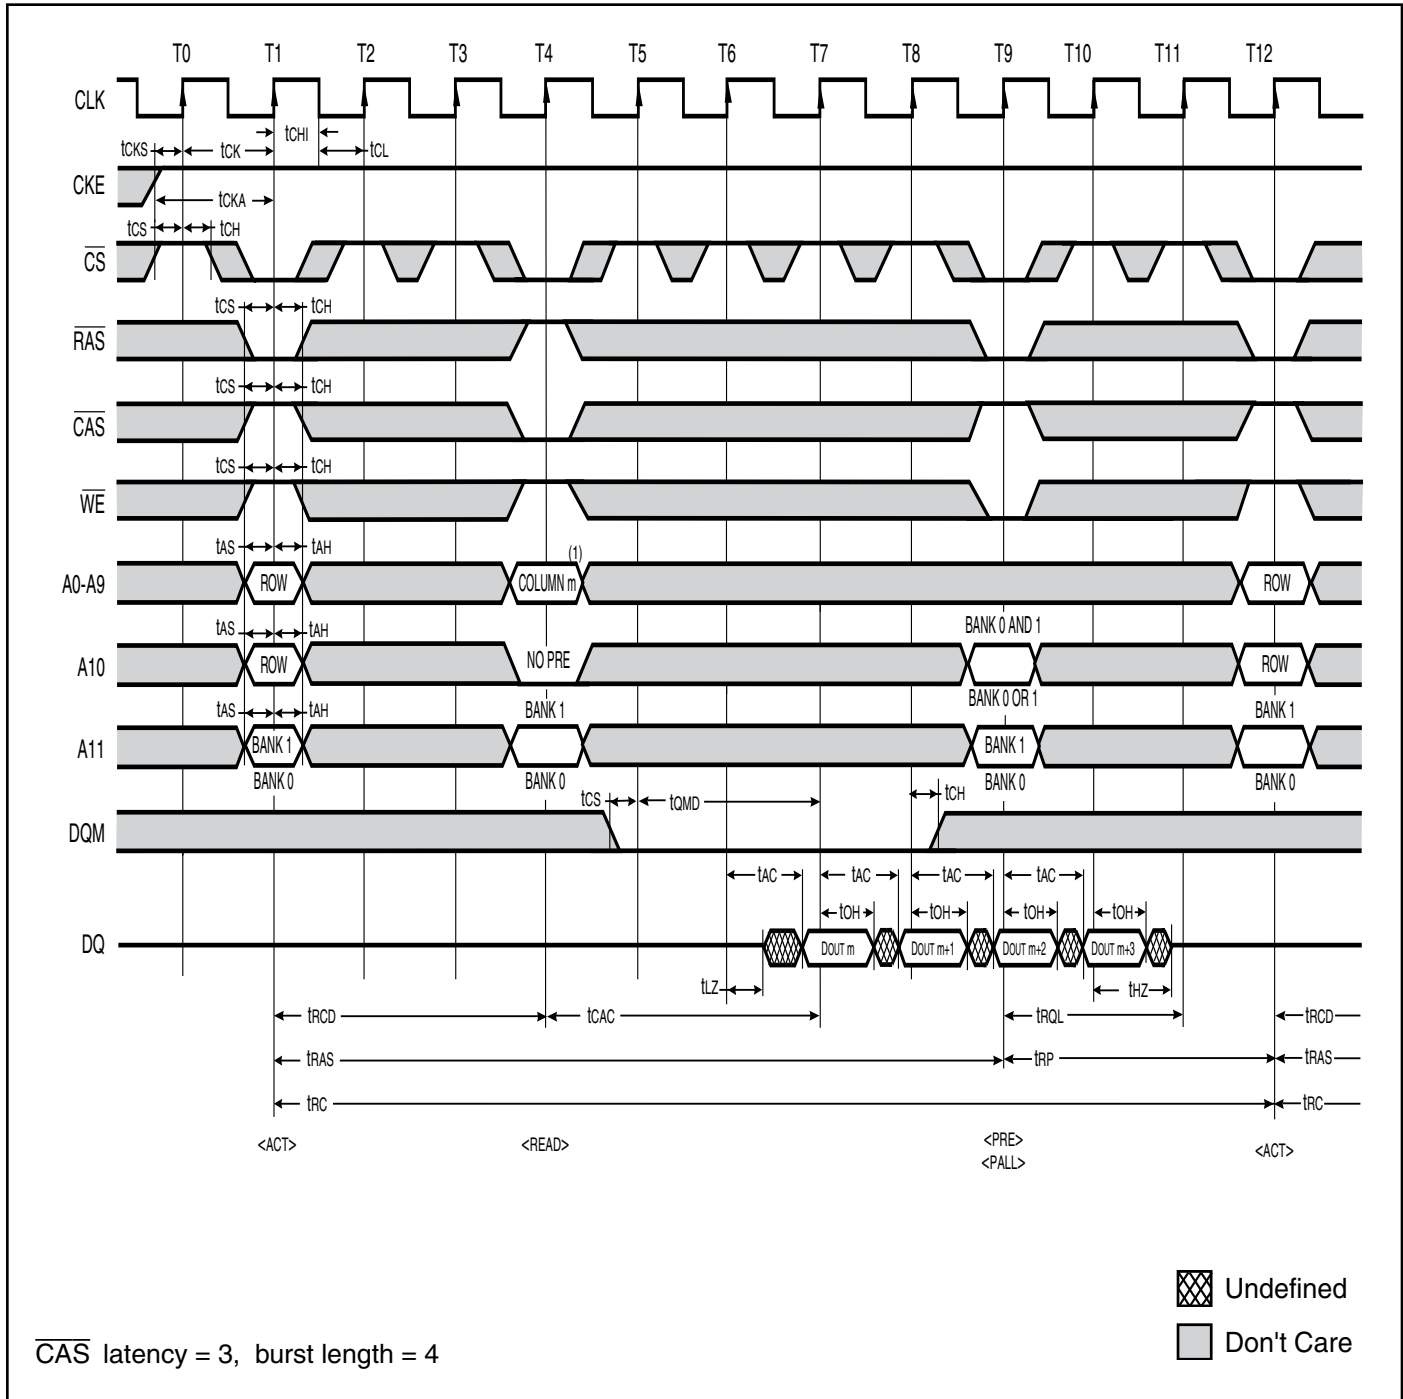 T0 T1 T2 T3 T4 T5 T6 T7 T8 T9 T10 T11 T12
CLK
tCHI
tCKS tCK tCL
CKE
tCKA
tCS tCH
CS
tCS tCH
RAS
tCS tCH
CAS
tCS tCH
WE
tAS tAH (1)
A0-A9 ROW COLUMN m ROW
tAS tAH BANK 0 AND 1
A10 ROW NO PRE ROW
tAS tAH BANK 1 BANK 0 OR 1 BANK 1
A11 BANK 1 BANK 1
BANK 0 BANK 0 BANK 0 BANK 0
tCS tQMD tCH
DQM
tAC tAC tAC tAC
tOH tOH tOH tOH
DQ DOUT m DOUT m+1 DOUT m+2 DOUT m+3
tLZ tHZ
tRCD tCAC tRQL tRCD
tRAS tRP tRAS
tRC tRC
<ACT> <READ> <PRE> <ACT>
<PALL>
Undefined
Don't Care
CAS latency = 3, burst length = 4